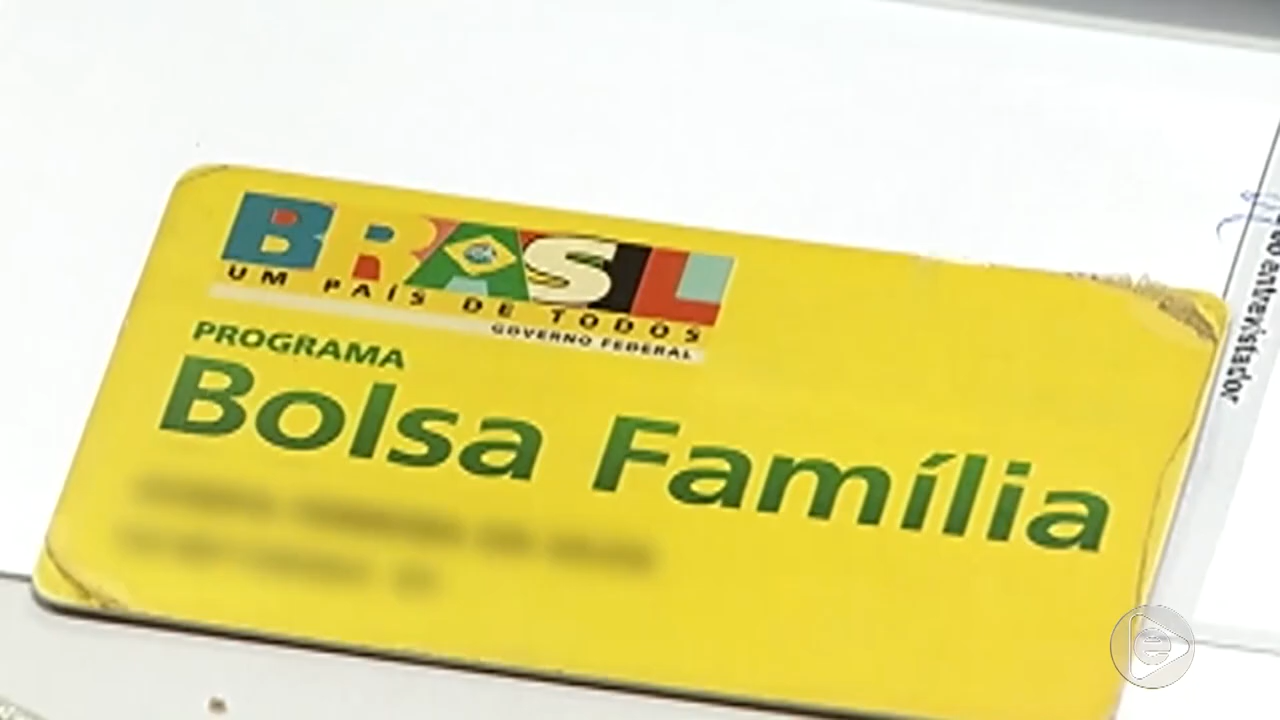 BRASIL
UM PAÍS DE TODOS
GOVERNO FEDERAL
PROGRAMA
Bolsa Família
entrevistador